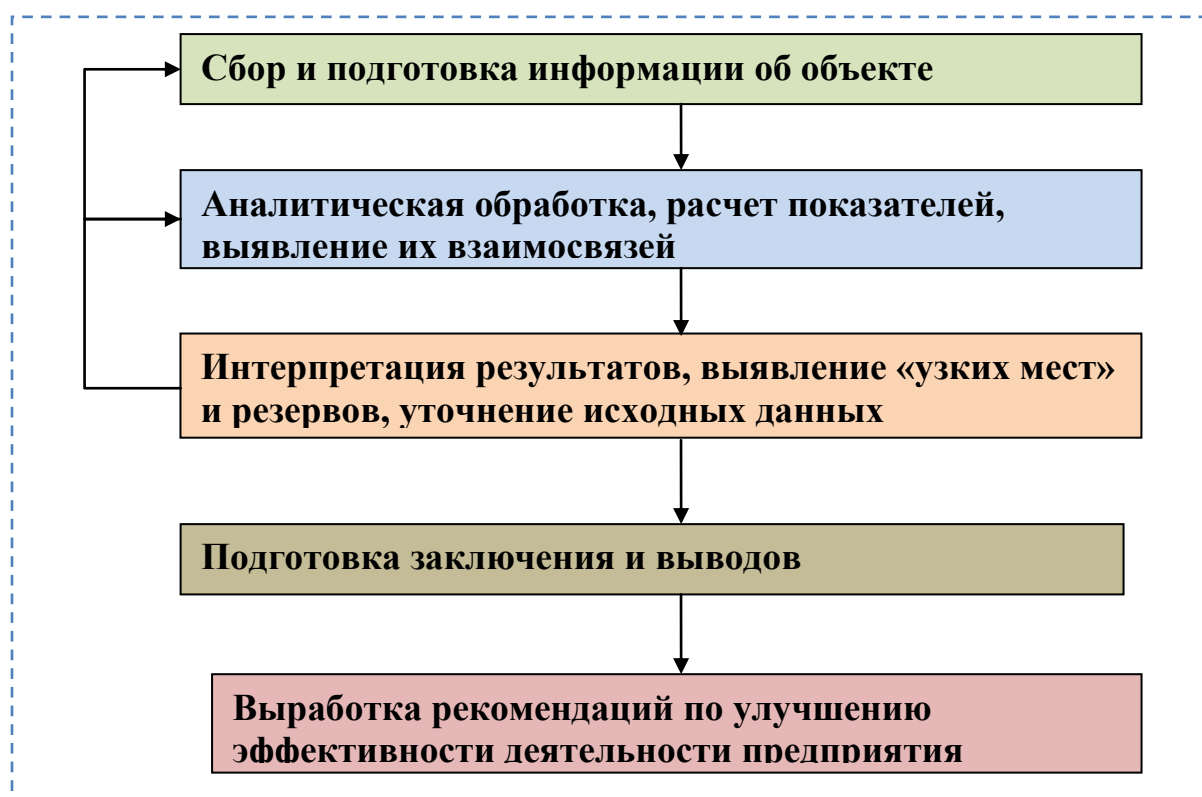 Сбор и подготовка информации об объекте
Аналитическая обработка, расчет показателей,
выявление их взаимосвязей
Интерпретация результатов, выявление «узких мест»
и резервов, уточнение исходных данных
Подготовка заключения и выводов
Выработка рекомендаций по улучшению
эффективности деятельности предприятия